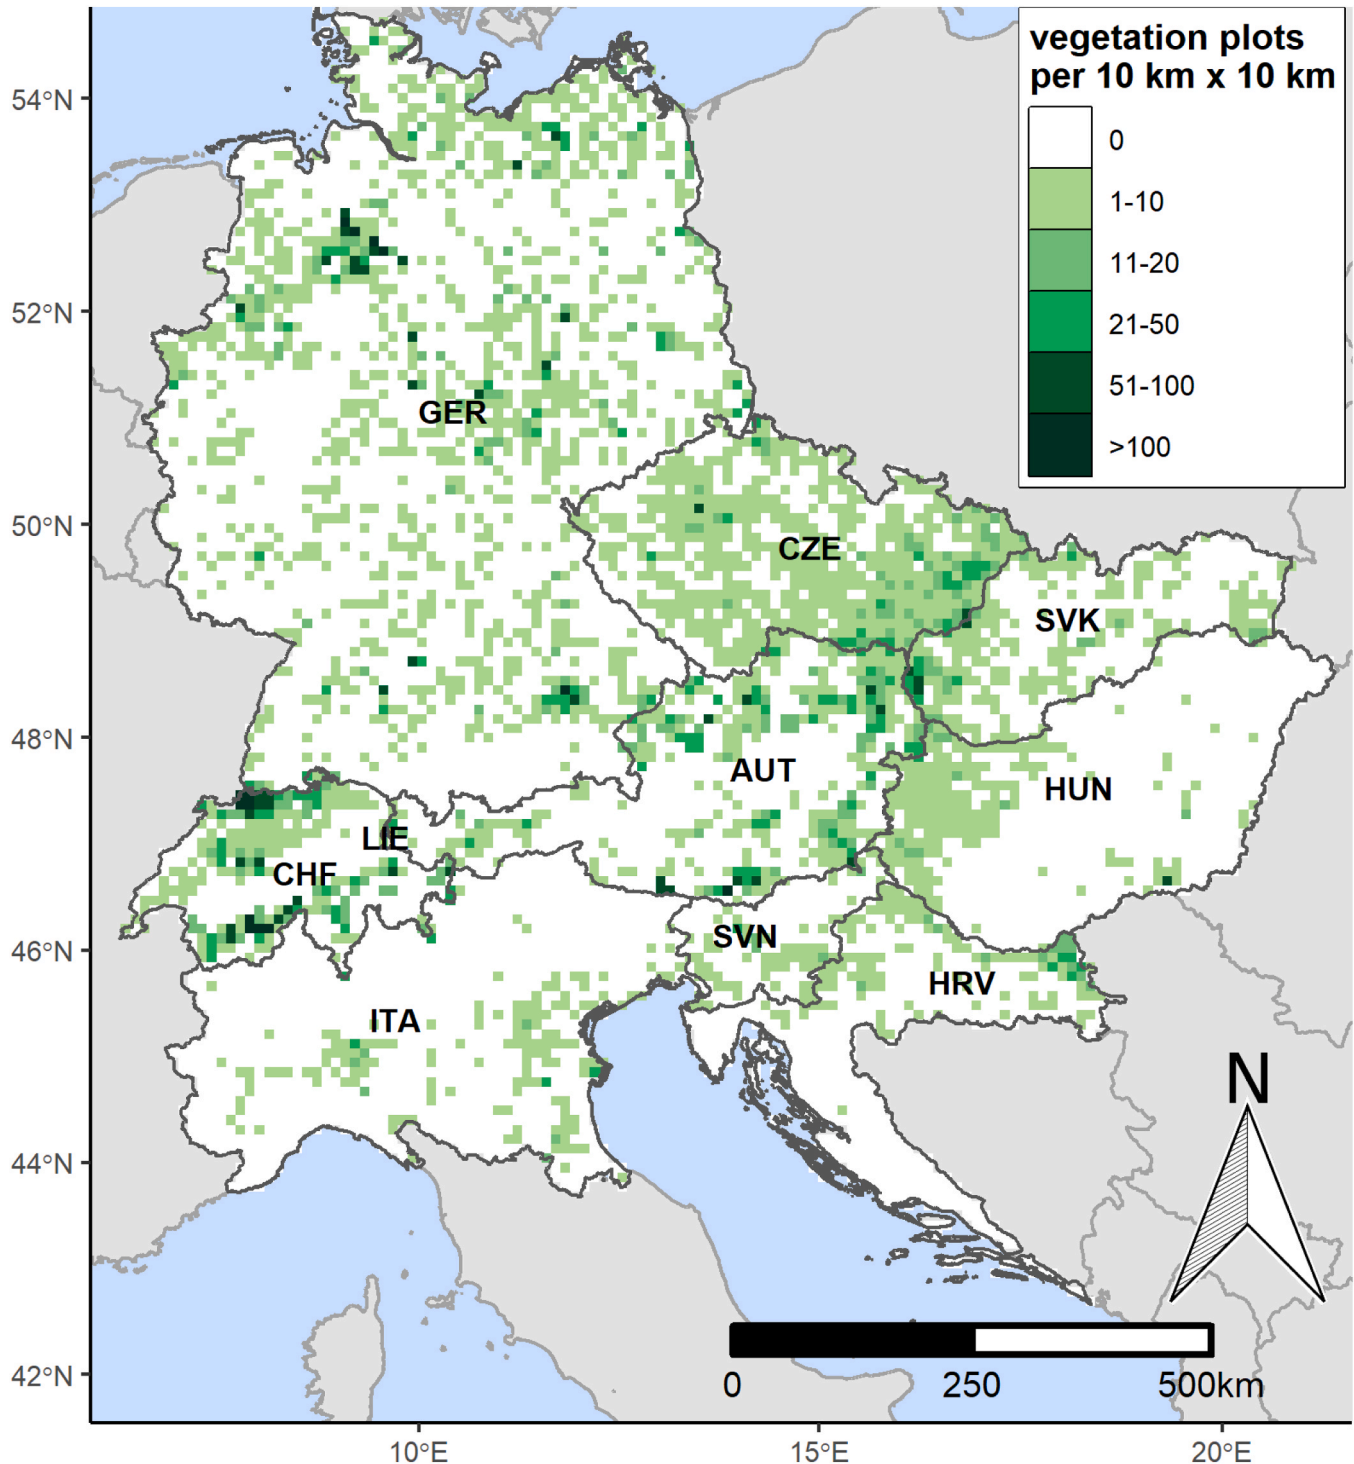 vegetation plots
per 10 km x 10 km
0
1-10
11-20
21-50
51-100
>100
54°N
52°N
50°N
48°N
46°N
44°N
42°N
GER
CZE
SVK
AUT
HUN
LIE
CHF
SVN
HRV
ITA
N
0 250 500km
10°E 15°E 20°E